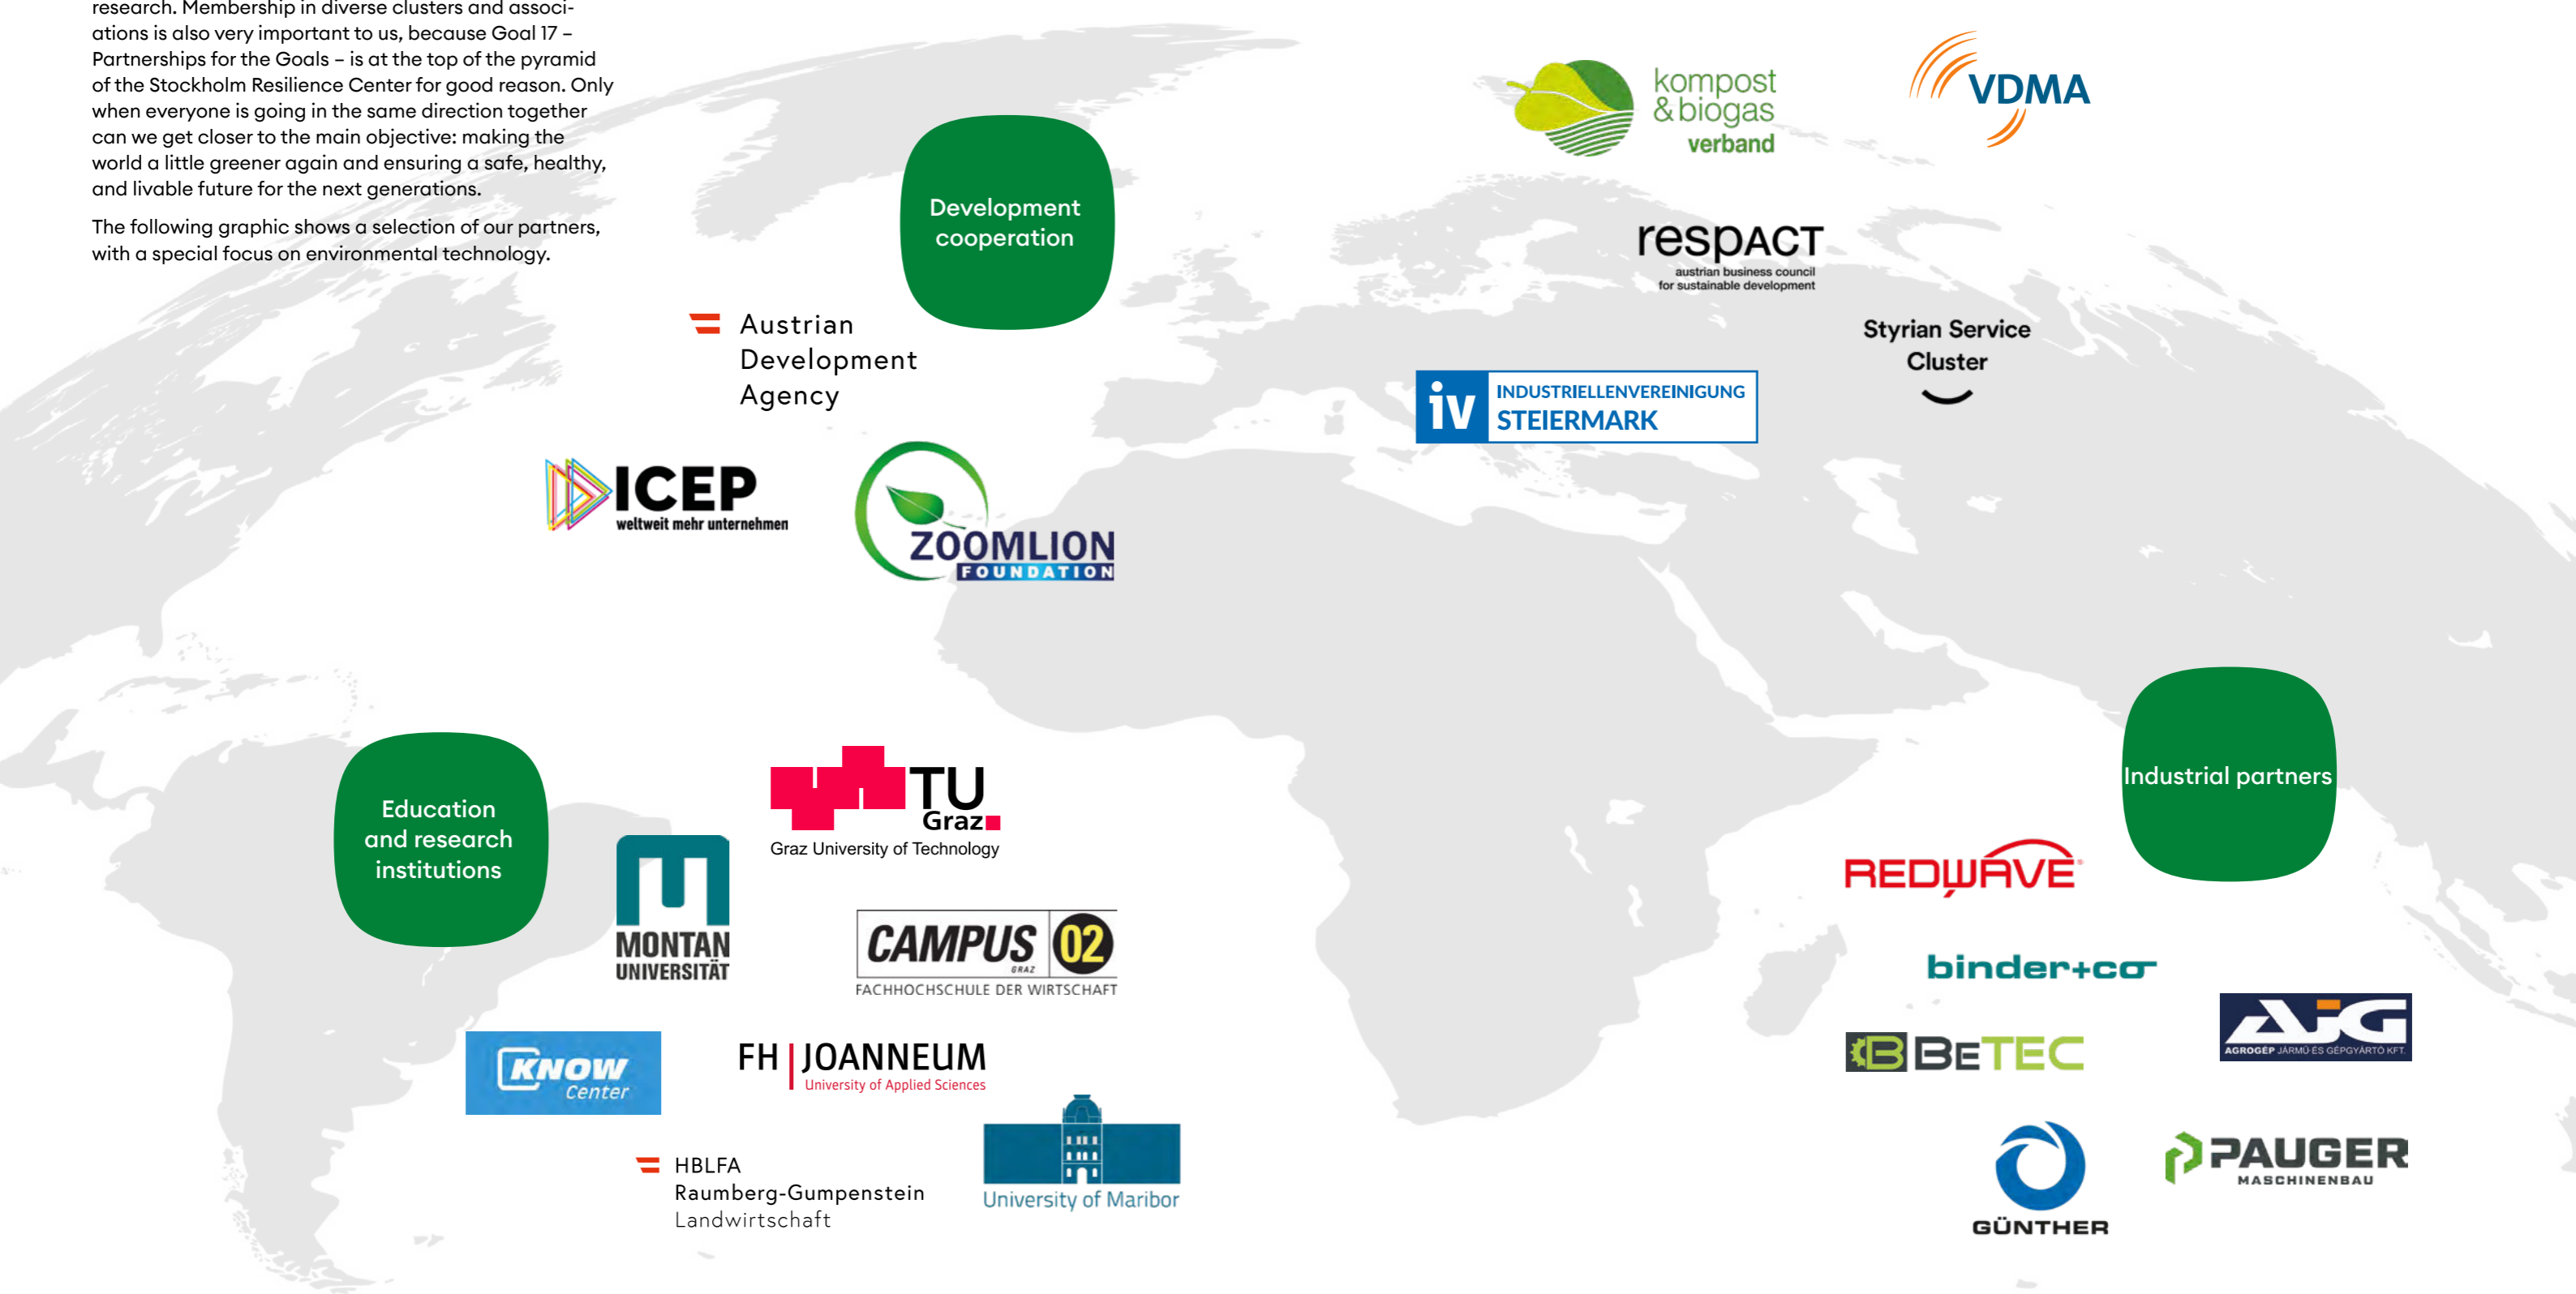 research. Membership in diverse clusters and associ-
ations is also very important to us, because Goal 17 –
Partnerships for the Goals – is at the top of the pyramid
of the Stockholm Resilience Center for good reason. Only
when everyone is going in the same direction together
can we get closer to the main objective: making the
world a little greener again and ensuring a safe, healthy,
and livable future for the next generations.
The following graphic shows a selection of our partners,
with a special focus on environmental technology.
Development
cooperation
Austrian
Development
Agency
ICEP
weltweit mehr unternehmen
ZOOMLION
FOUNDATION
kompost
& biogas
verband
VDMA
respACT
austrian business council
for sustainable development
Styrian Service
Cluster
iv
INDUSTRIELLENVEREINIGUNG
STEIERMARK
Education
and research
institutions
TU
Graz
Graz University of Technology
MONTAN
UNIVERSITÄT
CAMPUS 02
GRAZ
FACHHOCHSCHULE DER WIRTSCHAFT
KNOW
Center
FH JOANNEUM
University of Applied Sciences
HBLFA
Raumberg-Gumpenstein
Landwirtschaft
University of Maribor
Industrial partners
REDWAVE®
binder+co
AJG
AGROGÉP JÁRMŰ ÉS GÉPGYÁRTÓ KFT.
B BeTEC
GÜNTHER
PAUGER
MASCHINENBAU